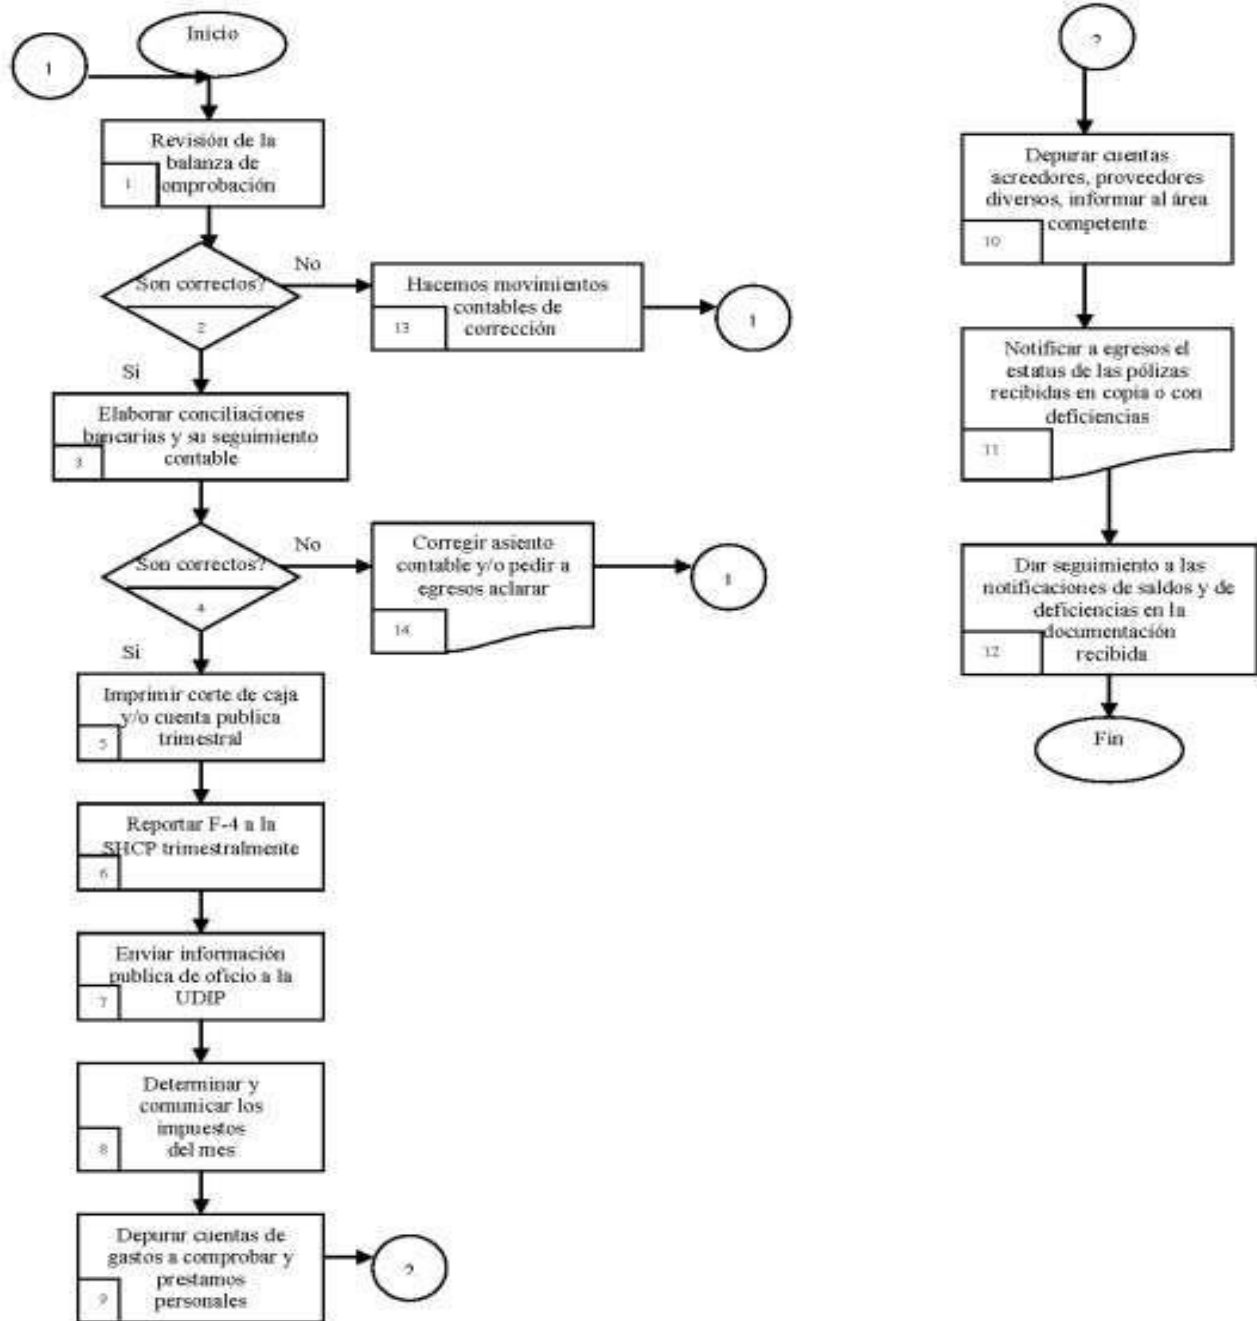 Inicio
1
Revisión de la
balanza de
omprobación
1
Son correctos?
2
No
Hacemos movimientos
contables de
corrección
13
1
Si
Elaborar conciliaciones
bancarias y su seguimiento
contable
3
Son correctos?
4
No
Corregir asiento
contable y/o pedir a
egresos aclarar
14
1
Si
Imprimir corte de caja
y/o cuenta publica
trimestral
5
Reportar F-4 a la
SHCP trimestralmente
6
Enviar información
publica de oficio a la
UDIP
7
Determinar y
comunicar los
impuestos
del mes
8
Depurar cuentas de
gastos a comprobar y
prestamos
personales
9
2
2
Depurar cuentas
acreedores, proveedores
diversos, informar al área
competente
10
Notificar a egresos el
estatus de las pólizas
recibidas en copia o con
deficiencias
11
Dar seguimiento a las
notificaciones de saldos y de
deficiencias en la
documentación
recibida
12
Fin